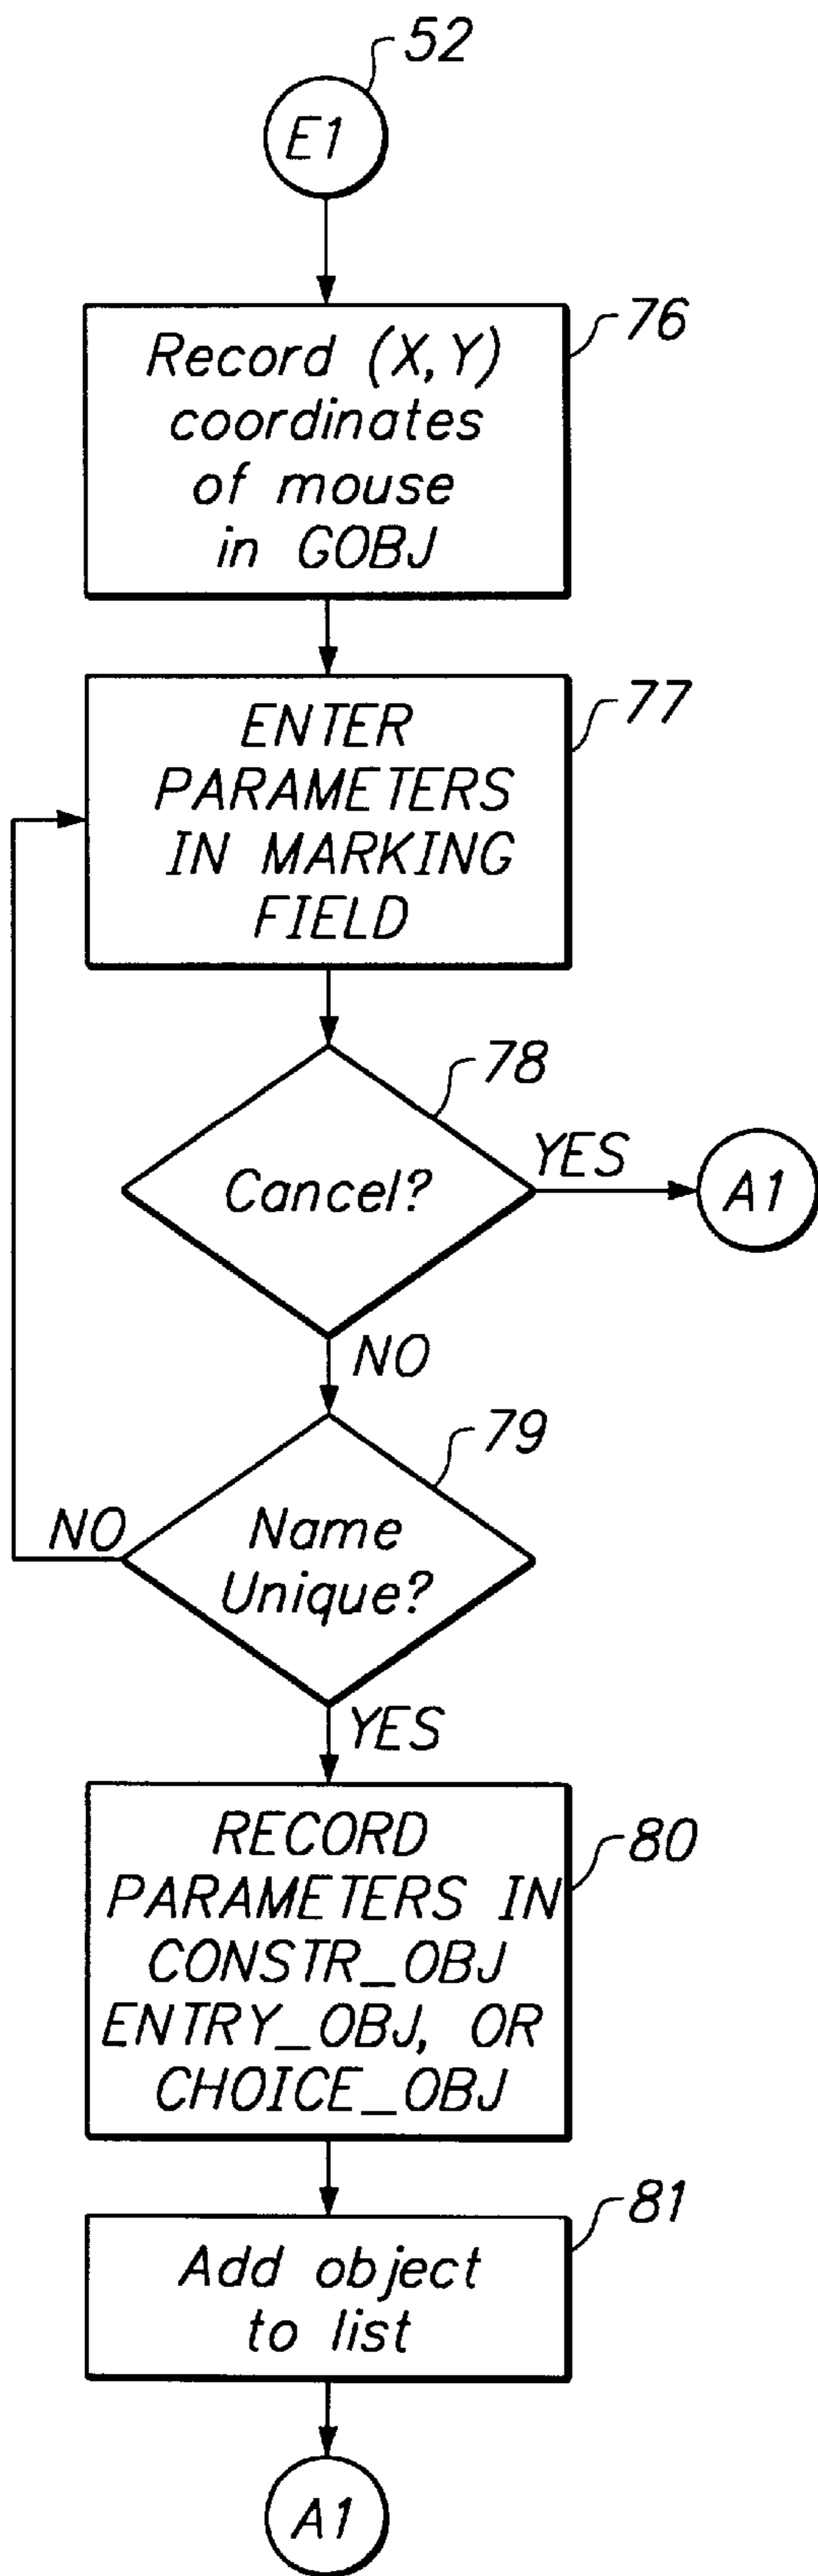 52
E1
76
Record (X,Y)
coordinates
of mouse
in GOBJ
77
ENTER
PARAMETERS
IN MARKING
FIELD
78
Cancel?
YES
A1
NO
79
NO
Name
Unique?
YES
80
RECORD
PARAMETERS IN
CONSTR_OBJ
ENTRY_OBJ, OR
CHOICE_OBJ
81
Add object
to list
A1